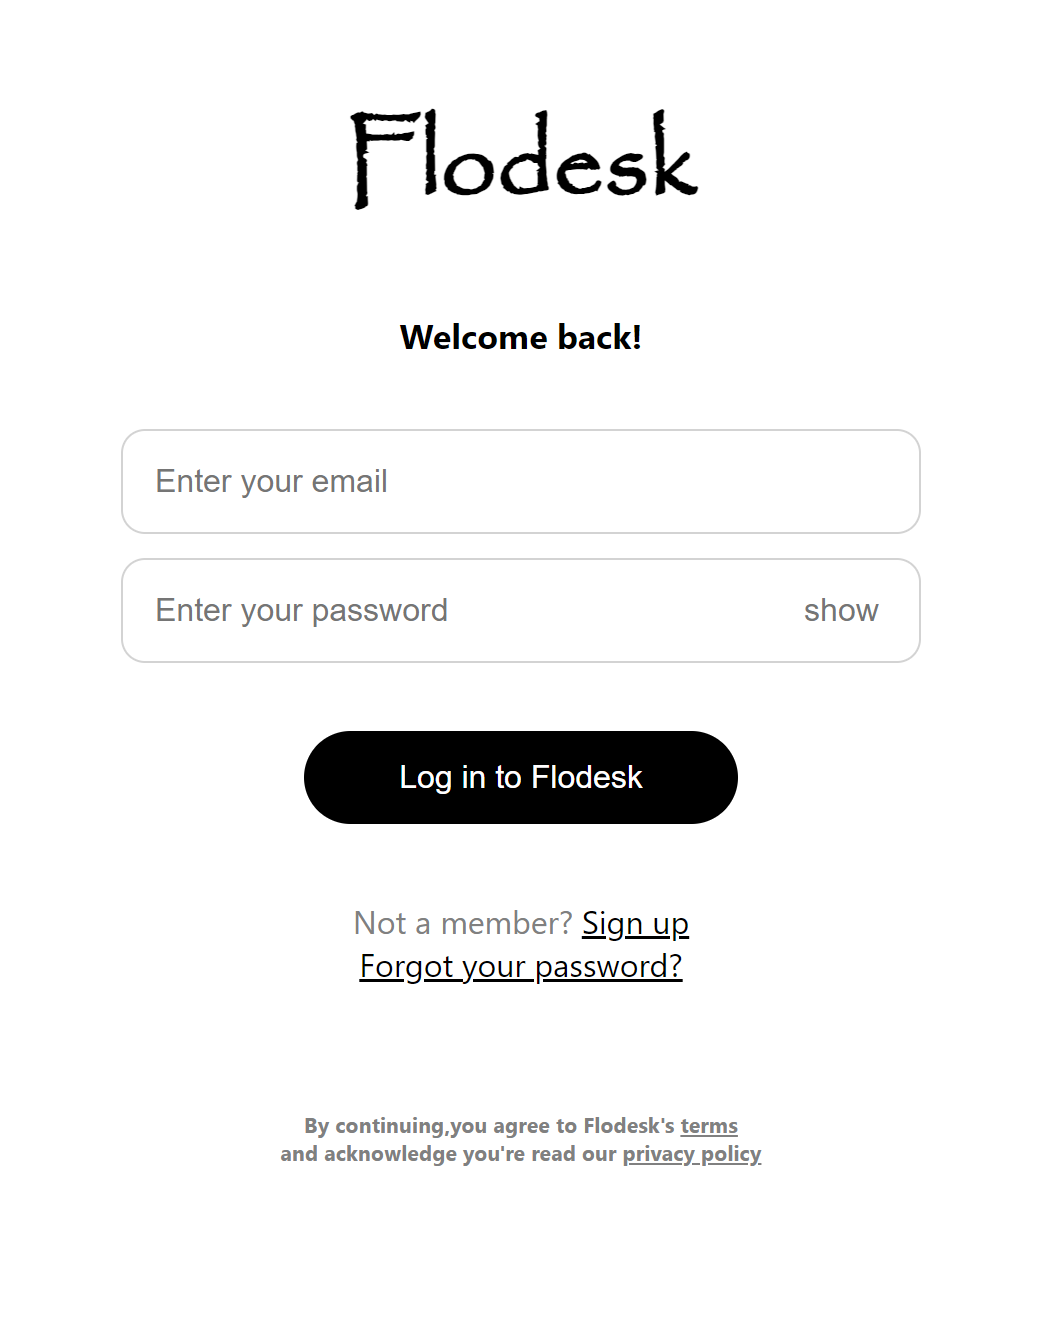 Flodesk
Welcome back!
Enter your email
Enter your password show
Log in to Flodesk
Not a member? Sign up
Forgot your password?
By continuing,you agree to Flodesk's terms
and acknowledge you're read our privacy policy